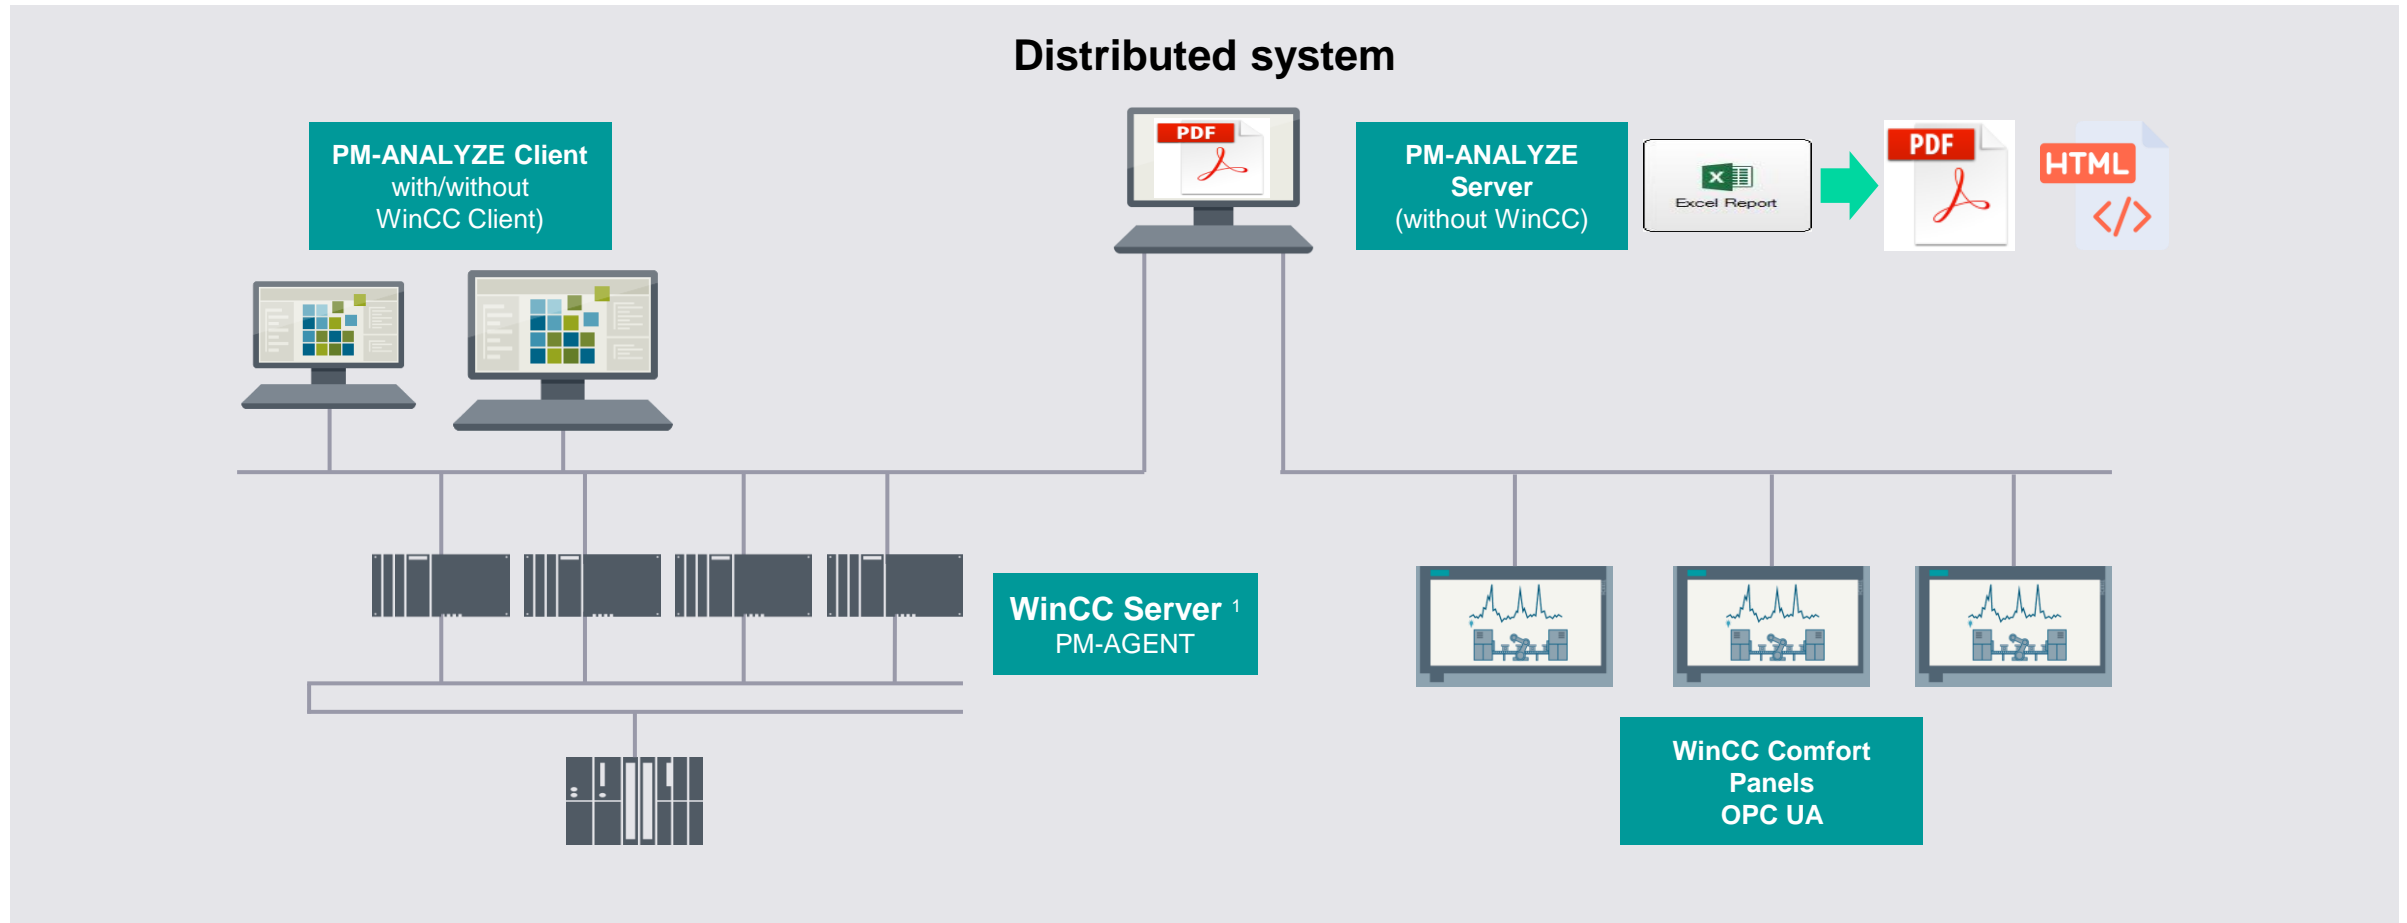 Distributed system
PM-ANALYZE Client
with/without
WinCC Client)
PDF
PM-ANALYZE
Server
(without WinCC)
Excel Report
PDF
HTML
</>
WinCC Server 1
PM-AGENT
WinCC Comfort
Panels
OPC UA